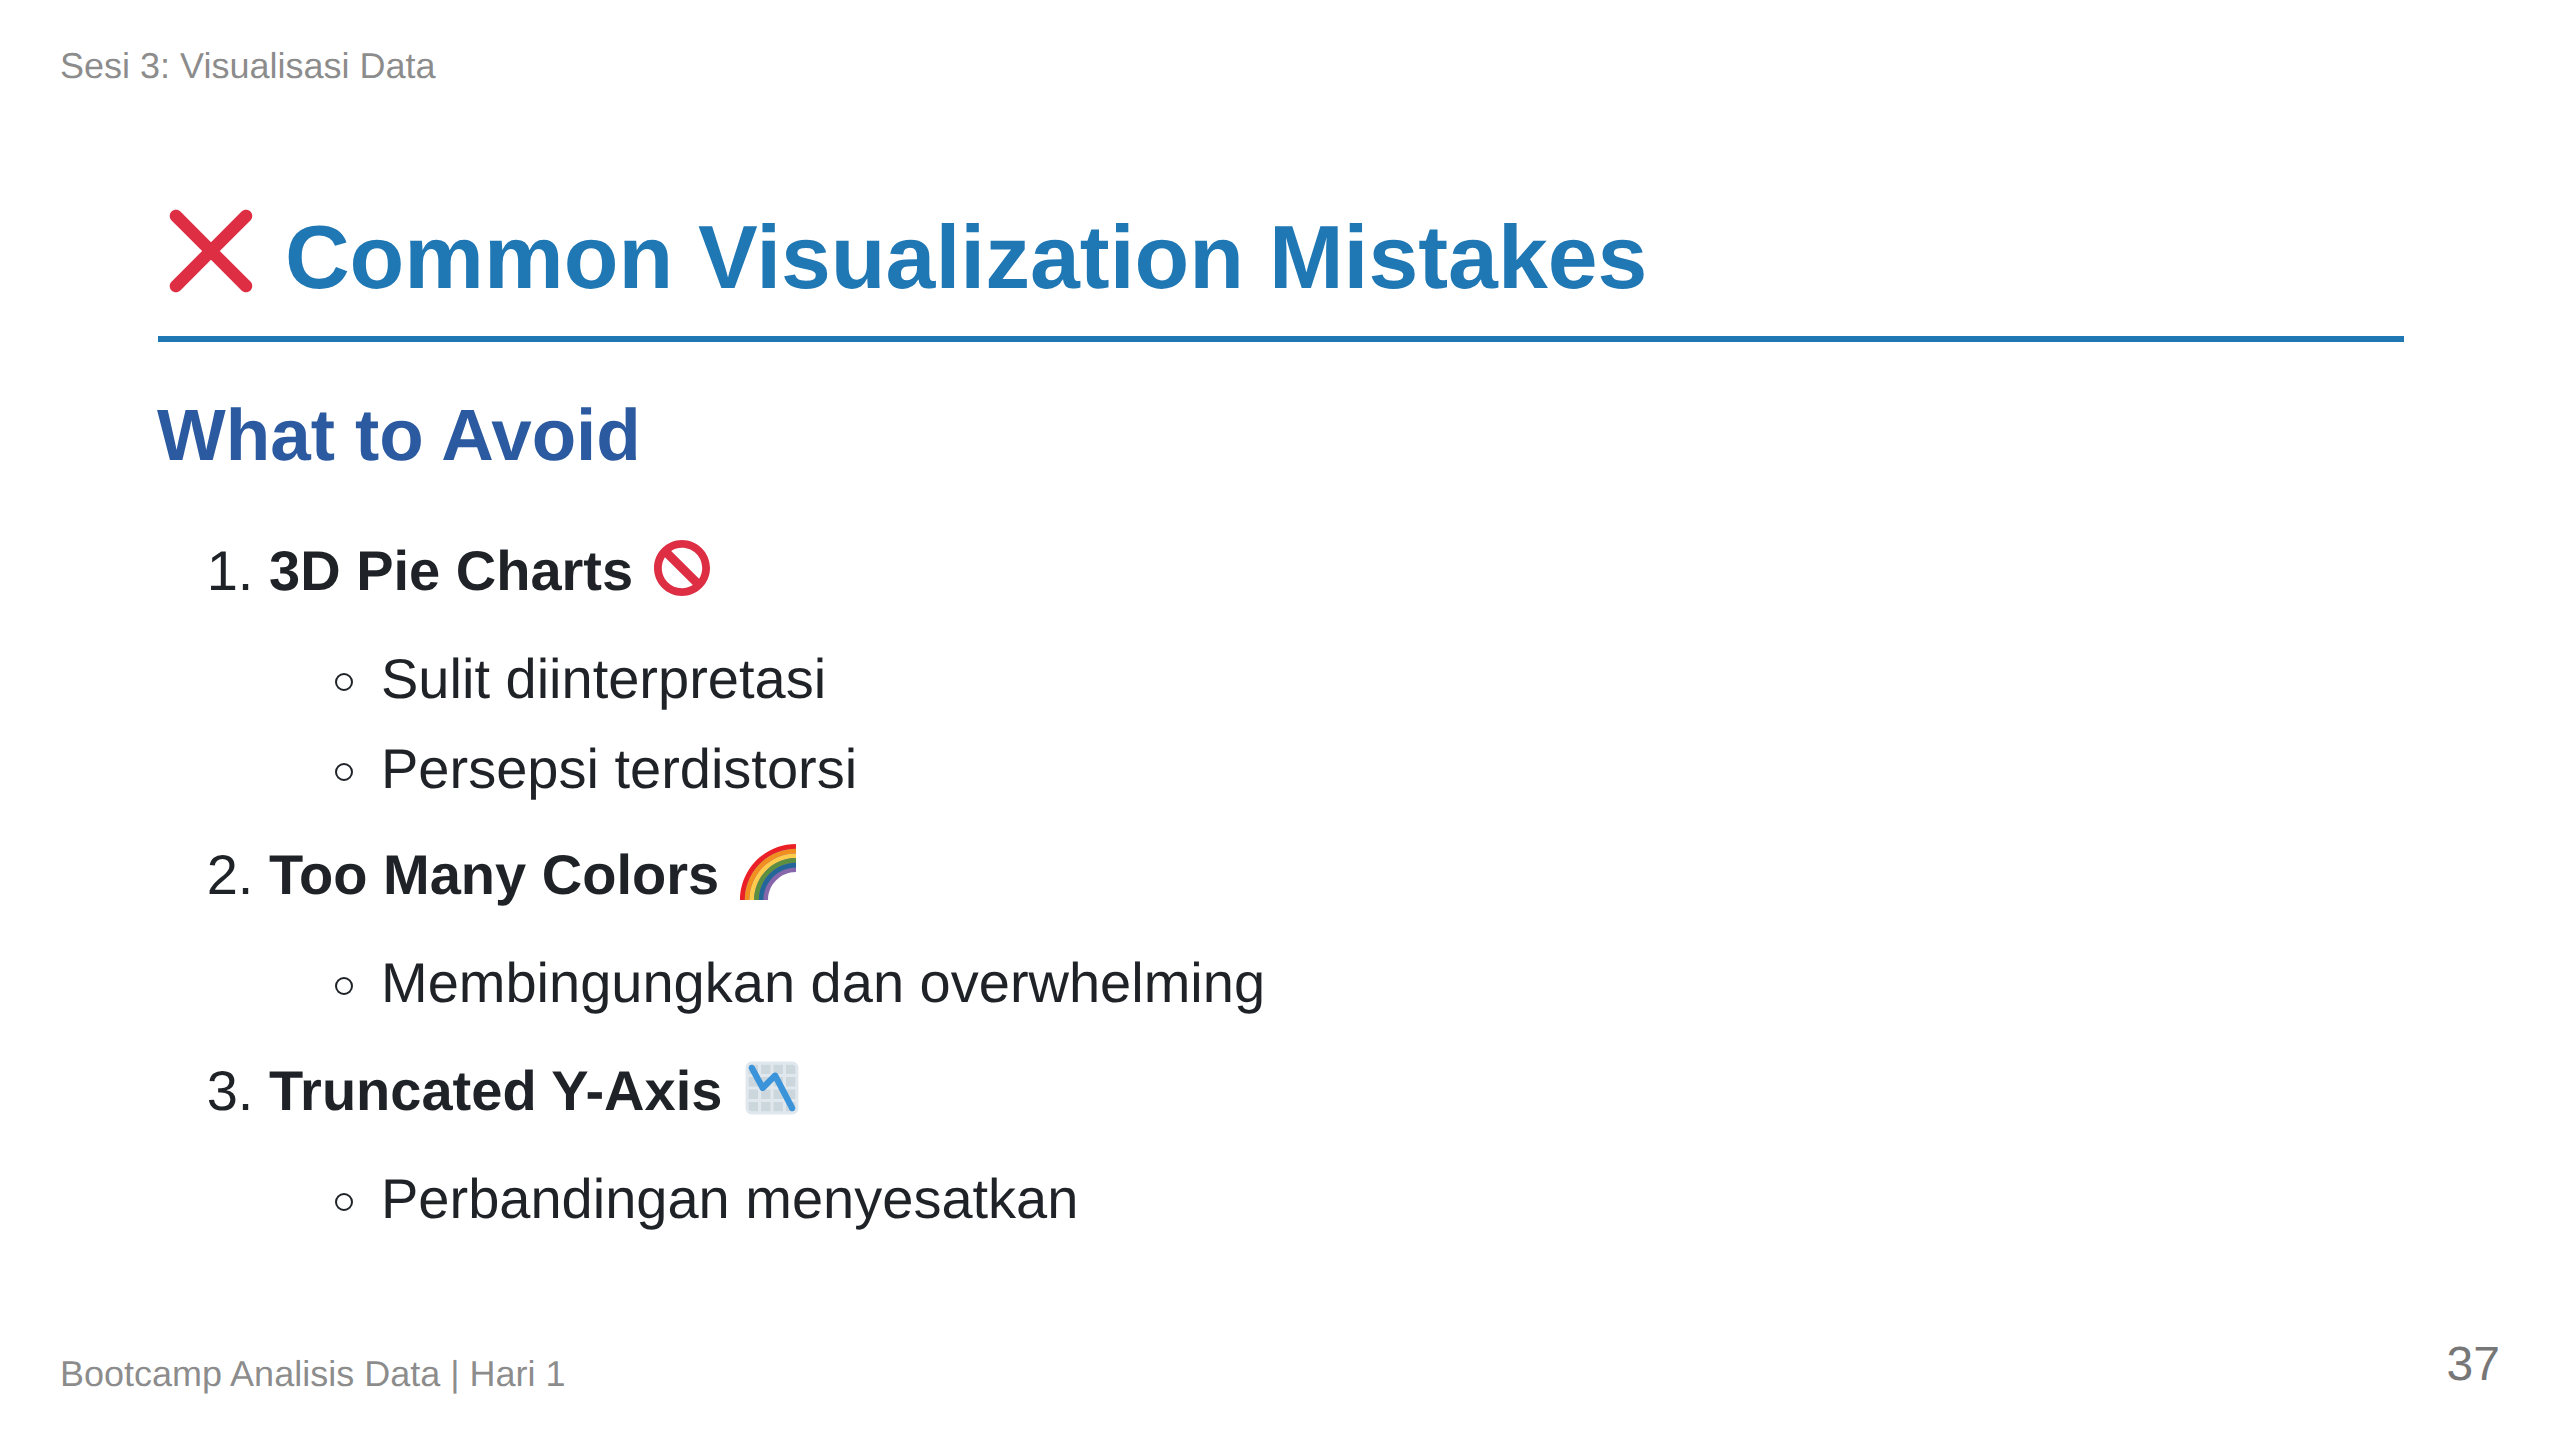 Sesi 3: Visualisasi Data
❌ Common Visualization Mistakes
What to Avoid
1. 3D Pie Charts 🚫
○ Sulit diinterpretasi
○ Persepsi terdistorsi
2. Too Many Colors 🌈
○ Membingungkan dan overwhelming
3. Truncated Y-Axis 📉
○ Perbandingan menyesatkan
Bootcamp Analisis Data | Hari 1
37